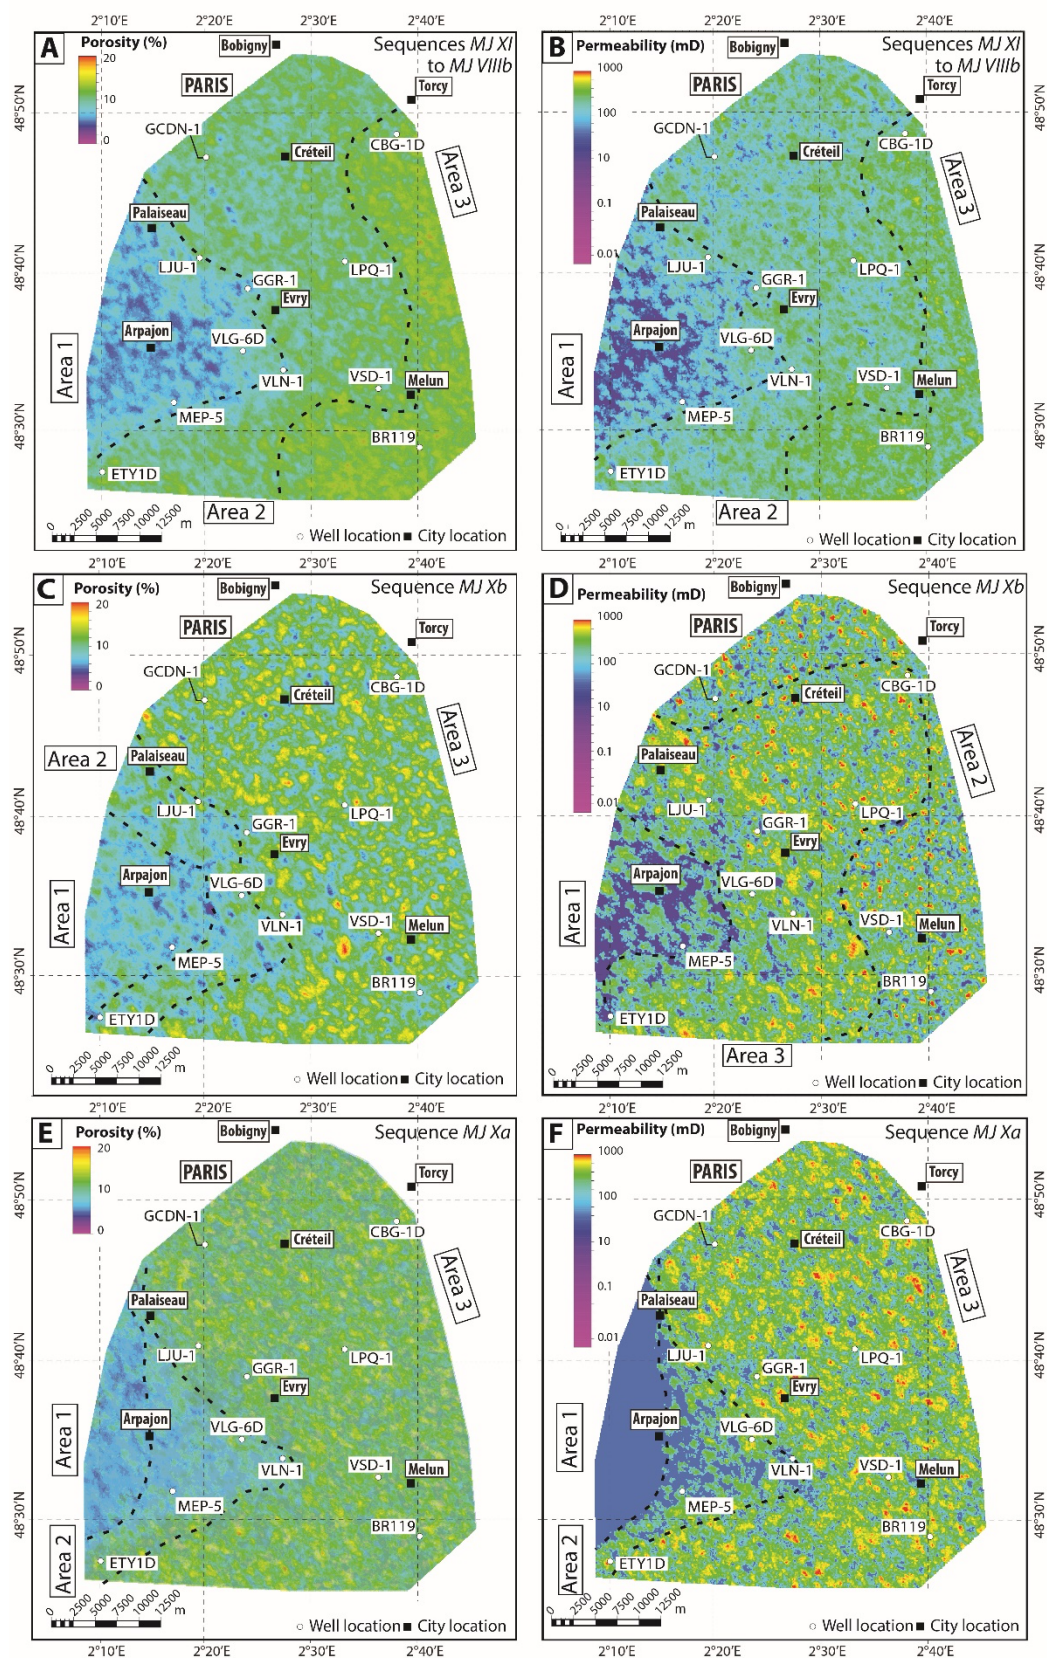 A
Porosity (%)
20
10
0
Bobigny
Sequences MJ XI
to MJ VIIIb
PARIS
Torcy
GCDN-1
CBG-1D
Créteil
Area 3
Palaiseau
LJU-1
GGR-1
LPQ-1
Evry
Arpajon
VLG-6D
Area 1
VLN-1
VSD-1
Melun
MEP-5
BR119
ETY1D
Area 2
0
2500
5000
7500
10000
12500
m
Well location
City location
48°50'N
48°40'N
48°30'N
B
Permeability (mD)
1000
100
10
0.1
0.01
Bobigny
Sequences MJ XI
to MJ VIIIb
PARIS
Torcy
GCDN-1
CBG-1D
Créteil
Area 3
Palaiseau
LJU-1
GGR-1
LPQ-1
Evry
Arpajon
VLG-6D
Area 1
VLN-1
VSD-1
Melun
MEP-5
BR119
ETY1D
Area 2
0
2500
5000
7500
10000
12500
m
Well location
City location
48°50'N
48°40'N
48°30'N
2°10'E
2°20'E
2°30'E
2°40'E
2°10'E
2°20'E
2°30'E
2°40'E
C
Porosity (%)
20
10
0
Bobigny
Sequence MJ Xb
PARIS
Torcy
GCDN-1
CBG-1D
Créteil
Area 3
Area 2
Palaiseau
LJU-1
GGR-1
LPQ-1
Evry
Arpajon
VLG-6D
Area 1
VLN-1
VSD-1
Melun
MEP-5
BR119
ETY1D
0
2500
5000
7500
10000
12500
m
Well location
City location
48°50'N
48°40'N
48°30'N
D
Permeability (mD)
1000
100
10
0.1
0.01
Bobigny
Sequence MJ Xb
PARIS
Torcy
GCDN-1
CBG-1D
Créteil
Area 2
Palaiseau
LJU-1
GGR-1
LPQ-1
Evry
Arpajon
VLG-6D
Area 1
VLN-1
VSD-1
Melun
MEP-5
BR119
ETY1D
Area 3
0
2500
5000
7500
10000
12500
m
Well location
City location
48°50'N
48°40'N
48°30'N
2°10'E
2°20'E
2°30'E
2°40'E
2°10'E
2°20'E
2°30'E
2°40'E
E
Porosity (%)
20
10
0
Bobigny
Sequence MJ Xa
PARIS
Torcy
GCDN-1
CBG-1D
Créteil
Area 3
Palaiseau
LJU-1
GGR-1
LPQ-1
Evry
Arpajon
VLG-6D
Area 1
VLN-1
VSD-1
Melun
MEP-5
BR119
Area 2
ETY1D
0
2500
5000
7500
10000
12500
m
Well location
City location
48°50'N
48°40'N
48°30'N
F
Permeability (mD)
1000
100
10
0.1
0.01
Bobigny
Sequence MJ Xa
PARIS
Torcy
GCDN-1
CBG-1D
Créteil
Area 3
Palaiseau
LJU-1
GGR-1
LPQ-1
Evry
Arpajon
VLG-6D
Area 1
VLN-1
VSD-1
Melun
MEP-5
BR119
Area 2
ETY1D
0
2500
5000
7500
10000
12500
m
Well location
City location
48°50'N
48°40'N
48°30'N
2°10'E
2°20'E
2°30'E
2°40'E
2°10'E
2°20'E
2°30'E
2°40'E